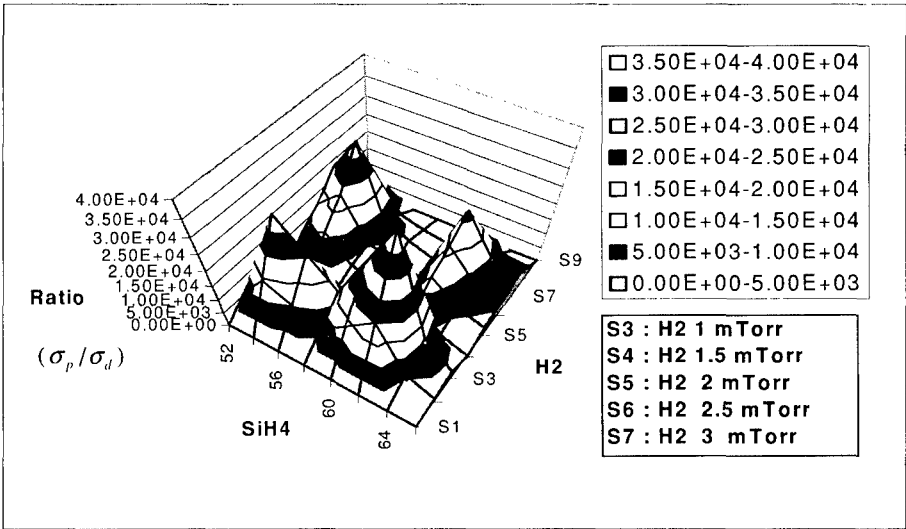 4.00E+04
3.50E+04
3.00E+04
2.50E+04
2.00E+04
1.50E+04
1.00E+04
5.00E+03
0.00E+00
Ratio
(σp/σd)
52
56
60
64
SiH4
S1
S3
S5
S7
S9
H2
3.50E+04-4.00E+04
3.00E+04-3.50E+04
2.50E+04-3.00E+04
2.00E+04-2.50E+04
1.50E+04-2.00E+04
1.00E+04-1.50E+04
5.00E+03-1.00E+04
0.00E+00-5.00E+03
S3 : H2 1 mTorr
S4 : H2 1.5 mTorr
S5 : H2 2 mTorr
S6 : H2 2.5 mTorr
S7 : H2 3 mTorr